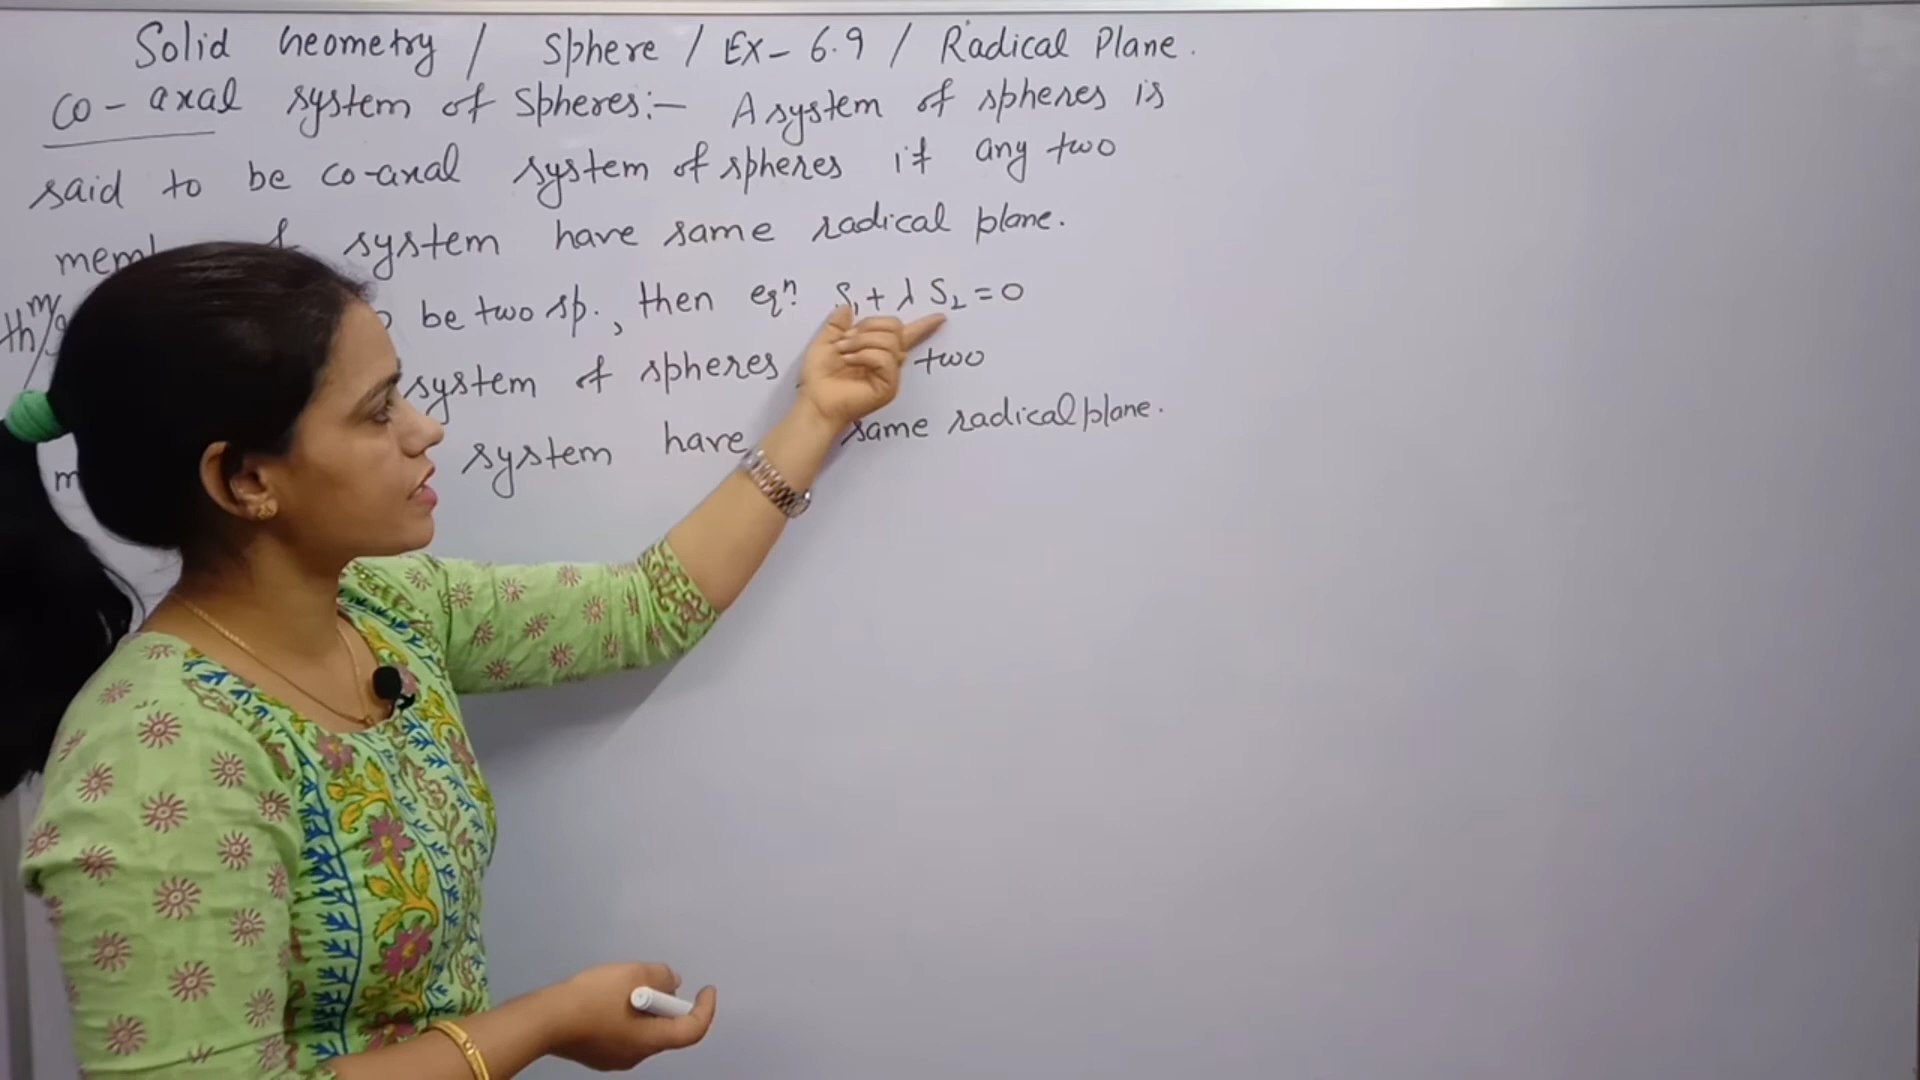 Solid Geometry / Sphere / Ex- 6.9 / Radical Plane.
Co-axal system of Spheres:- A system of spheres is
said to be co-axal system of spheres if any two
system have same radical plane.
th/m be two sp., then eqⁿ S₁ + λ S₂ = 0
system of spheres two
system have same radical plane.